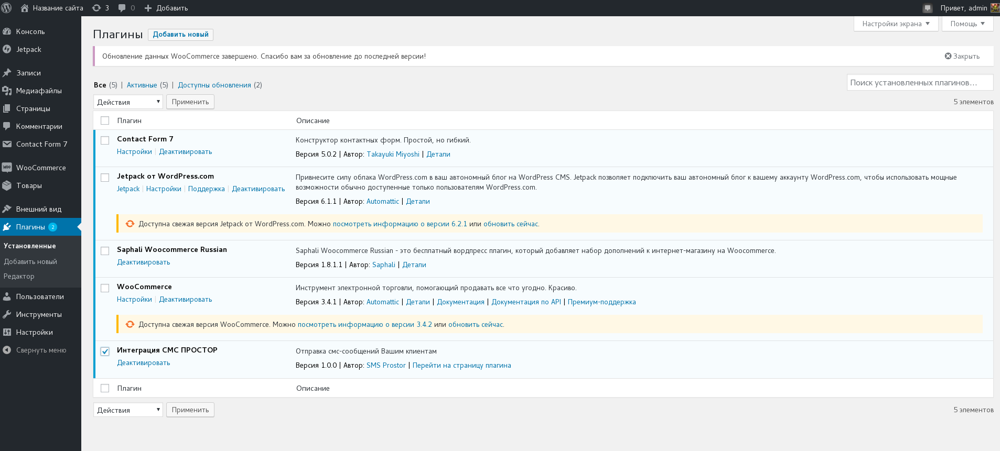 Название сайта 3 0 Добавить Привет, admin
Консоль
Jetpack
Записи
Медиафайлы
Страницы
Комментарии
Contact Form 7
WooCommerce
Товары
Внешний вид
Плагины 2
Установленные
Добавить новый
Редактор
Пользователи
Инструменты
Настройки
Свернуть меню
Настройки экрана Помощь
Плагины Добавить новый
Обновление данных WooCommerce завершено. Спасибо вам за обновление до последней версии! Закрыть
Все (5) | Активные (5) | Доступны обновления (2)
Поиск установленных плагинов...
Действия Применить 5 элементов
Плагин Описание
Contact Form 7 Конструктор контактных форм. Простой, но гибкий.
Настройки | Деактивировать Версия 5.0.2 | Автор: Takayuki Miyoshi | Детали
Jetpack от WordPress.com Привнесите силу облака WordPress.com в ваш автономный блог на WordPress CMS. Jetpack позволяет подключить ваш автономный блог к вашему аккаунту WordPress.com, чтобы использовать мощные
Jetpack | Настройки | Поддержка | Деактивировать возможности обычно доступенные только пользователям WordPress.com.
Версия 6.1.1 | Автор: Automattic | Детали
Доступна свежая версия Jetpack от WordPress.com. Можно посмотреть информацию о версии 6.2.1 или обновить сейчас.
Saphali Woocommerce Russian Saphali Woocommerce Russian - это бесплатный вордпресс плагин, который добавляет набор дополнений к интернет-магазину на Woocommerce.
Деактивировать Версия 1.8.1.1 | Автор: Saphali | Детали
WooCommerce Инструмент электронной торговли, помогающий продавать все что угодно. Красиво.
Настройки | Деактивировать Версия 3.4.1 | Автор: Automattic | Детали | Документация | Документация по API | Премиум-поддержка
Доступна свежая версия WooCommerce. Можно посмотреть информацию о версии 3.4.2 или обновить сейчас.
Интеграция СМС ПРОСТОР Отправка смс-сообщений Вашим клиентам
Деактивировать Версия 1.0.0 | Автор: SMS Prostor | Перейти на страницу плагина
Плагин Описание
Действия Применить 5 элементов